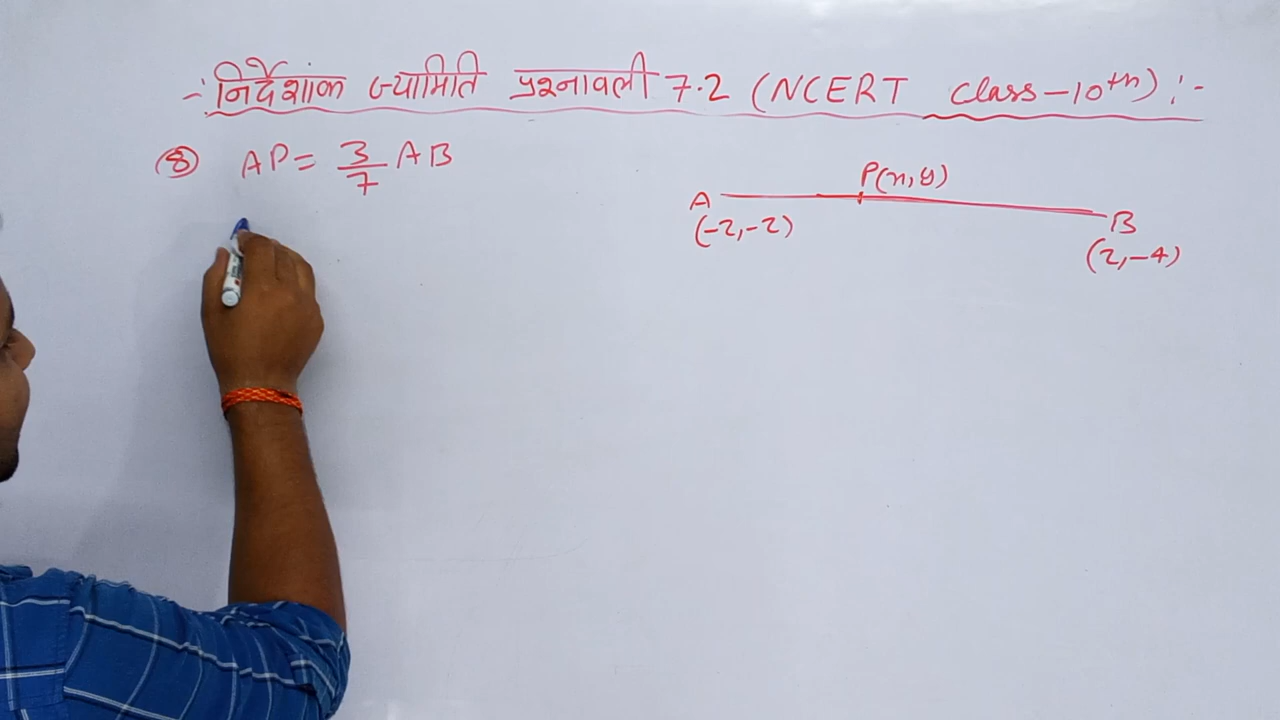 :- निर्देशांक ज्यामिति प्रश्नावली 7.2 (NCERT Class-10th) :-
⑧ AP = 3/7 AB
P(x,y)
A
B
(-2,-2)
(2,-4)